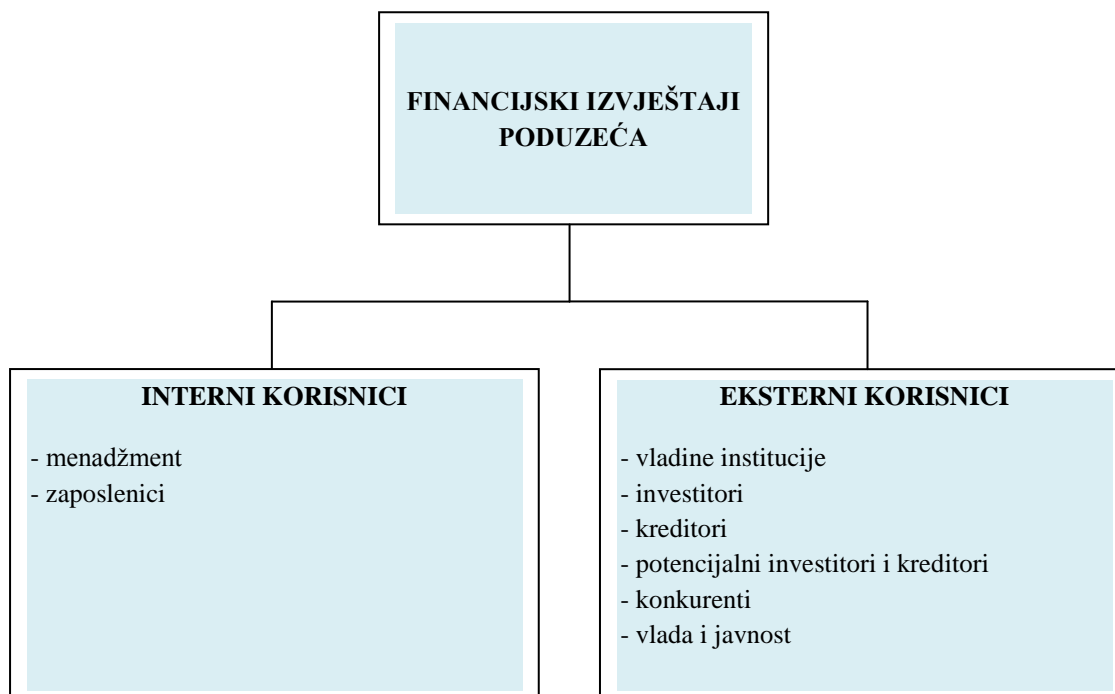 FINANCIJSKI IZVJEŠTAJI
PODUZEĆA
INTERNI KORISNICI
- menadžment
- zaposlenici
EKSTERNI KORISNICI
- vladine institucije
- investitori
- kreditori
- potencijalni investitori i kreditori
- konkurenti
- vlada i javnost